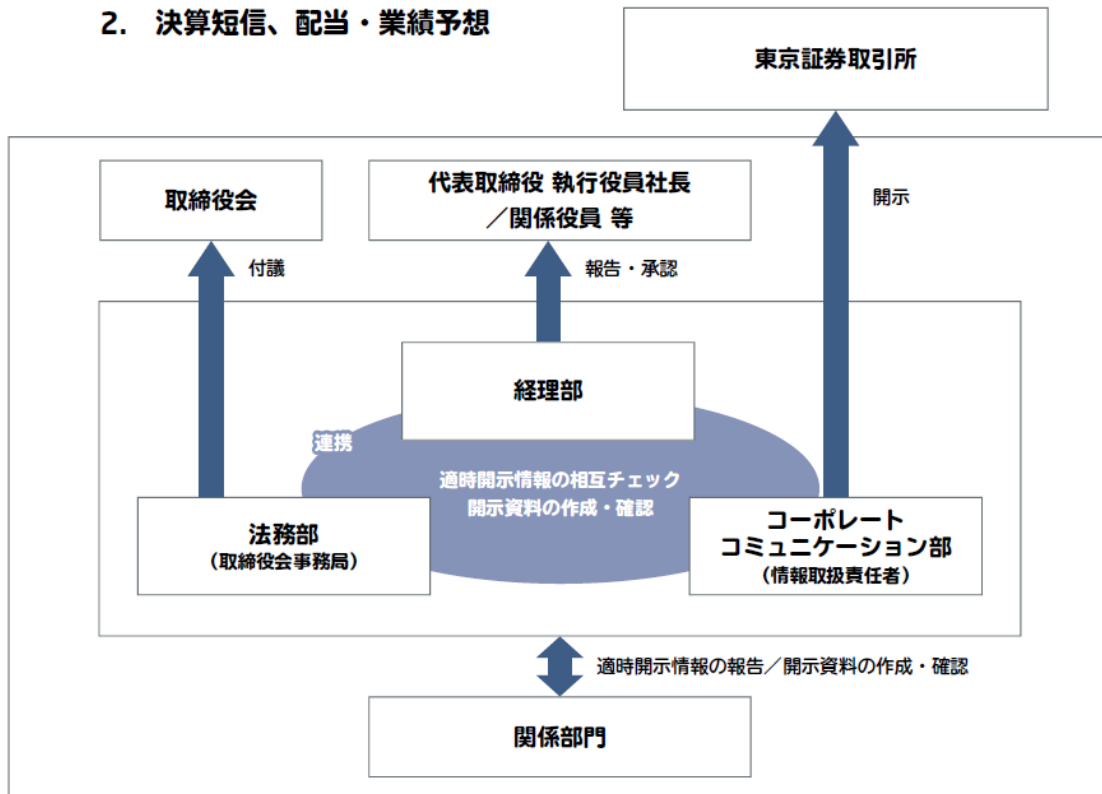 2. 決算短信、配当・業績予想
東京証券取引所
取締役会
代表取締役 執行役員社長
／関係役員 等
開示
付議
報告・承認
経理部
連携
適時開示情報の相互チェック
開示資料の作成・確認
法務部
（取締役会事務局）
コーポレート
コミュニケーション部
（情報取扱責任者）
適時開示情報の報告／開示資料の作成・確認
関係部門